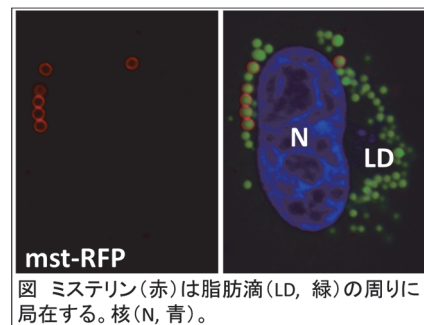 N
LD
mst-RFP
図 ミステリン(赤)は脂肪滴(LD, 緑)の周りに
局在する。核(N, 青)。